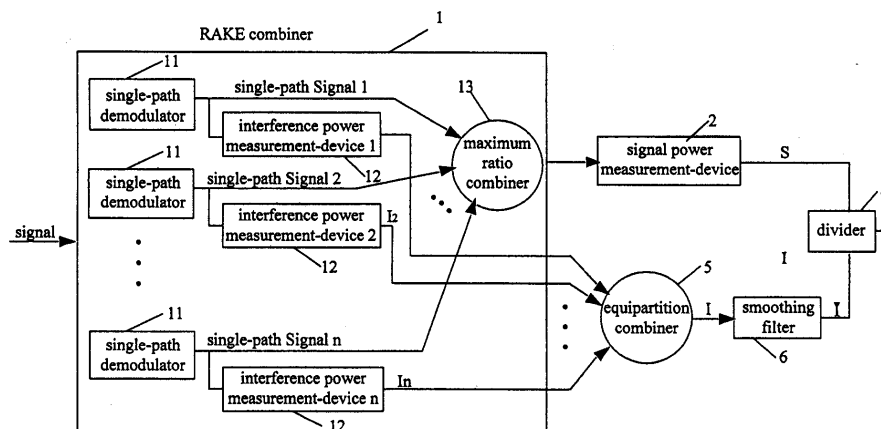 RAKE combiner
1
11
single-path
demodulator
single-path Signal 1
interference power
measurement-device 1
12
13
maximum
ratio
combiner
2
signal power
measurement-device
S
11
single-path
demodulator
single-path Signal 2
interference power
measurement-device 2
I2
12
signal
divider
I
5
equipartition
combiner
I
smoothing
filter
I
6
11
single-path
demodulator
single-path Signal n
interference power
measurement-device n
In
12